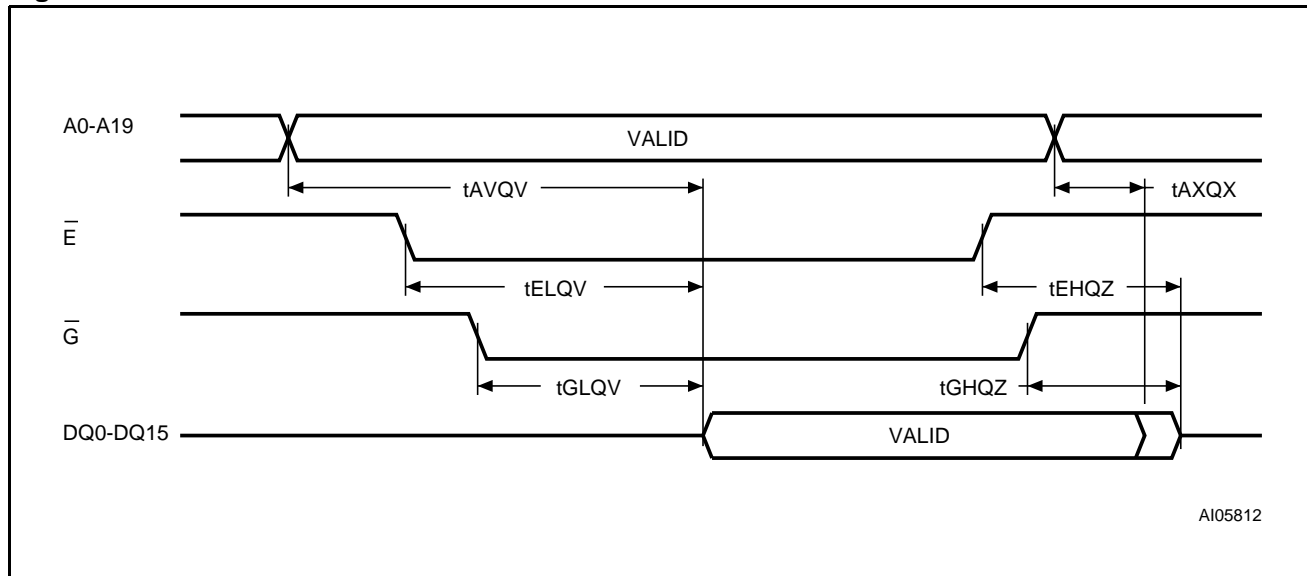 A0-A19
VALID
tAVQV
tAXQX
E
tELQV
tEHQZ
G
tGLQV
tGHQZ
DQ0-DQ15
VALID
AI05812